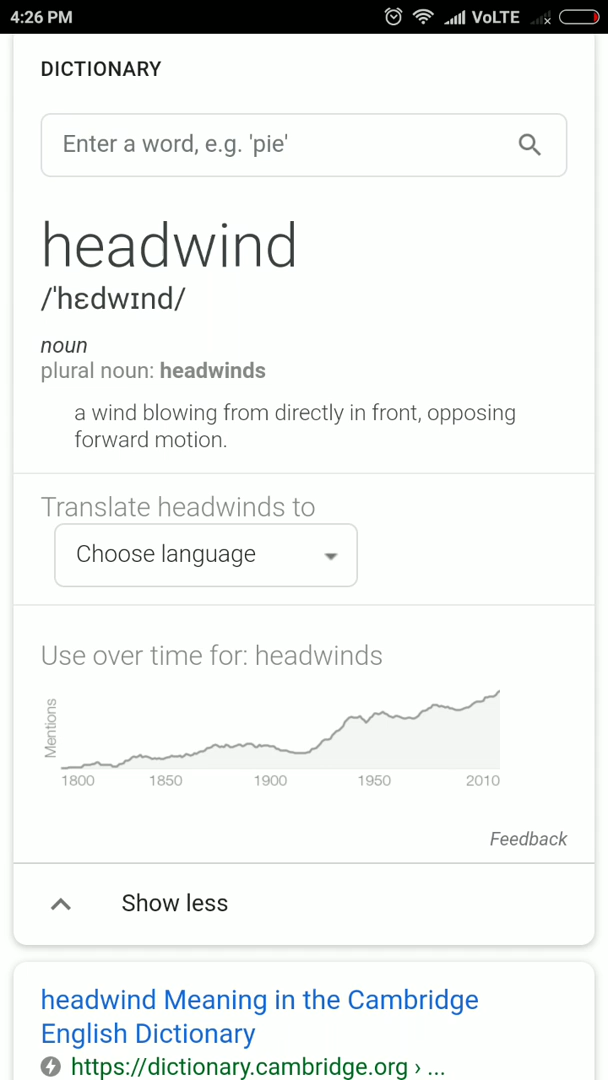 4:26 PM VoLTE
DICTIONARY
Enter a word, e.g. 'pie'
headwind
/ˈhɛdwɪnd/
noun
plural noun: headwinds
a wind blowing from directly in front, opposing
forward motion.
Translate headwinds to
Choose language
Use over time for: headwinds
Mentions
1800 1850 1900 1950 2010
Feedback
Show less
headwind Meaning in the Cambridge
English Dictionary
https://dictionary.cambridge.org › ...